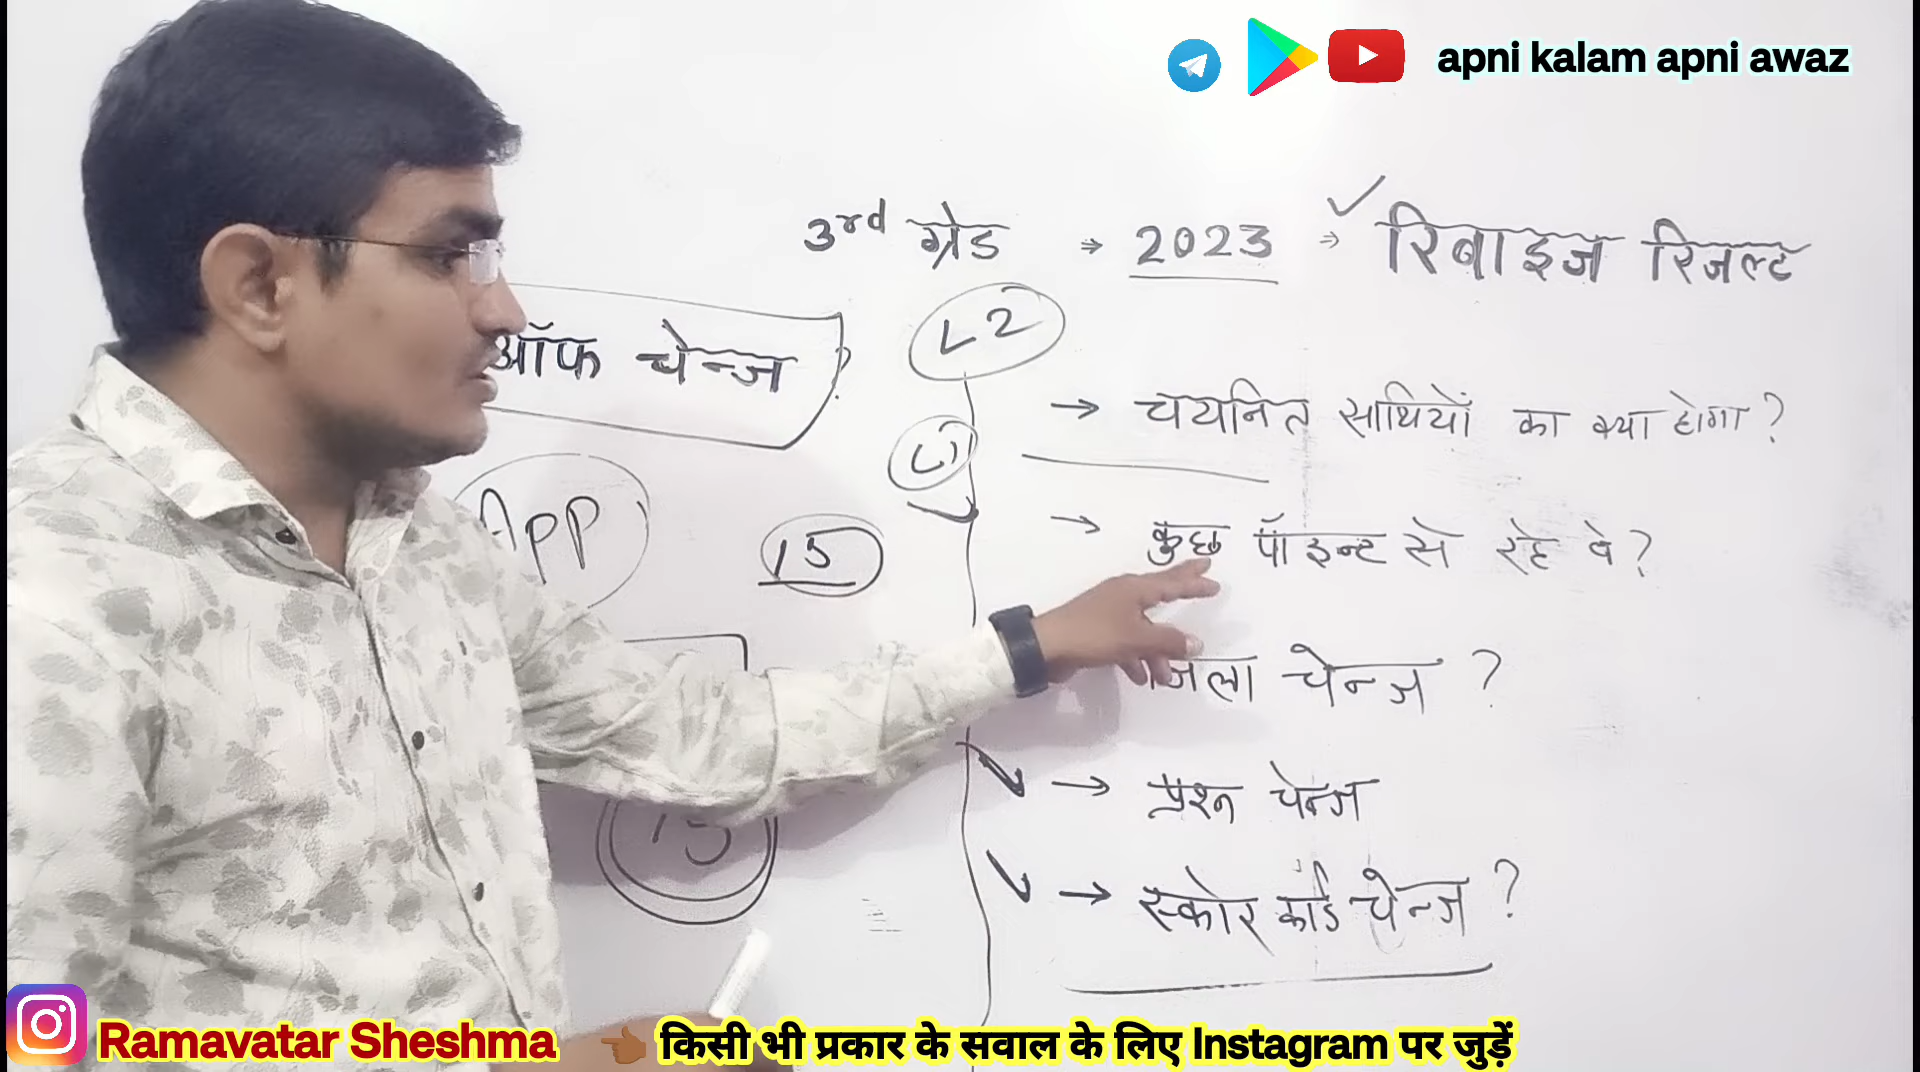 apni kalam apni awaz
3rd ग्रेड ⇒ 2023 ⇒ ✓ रिवाइज रिजल्ट
ऑफ चेन्ज ?
L2
→ चयनित साथियों का क्या होगा ?
L1
App
15
→ कुछ पॉइन्ट से रहे वे ?
जिला चेन्ज ?
→ प्रश्न चेन्ज
15
→ स्कोर कार्ड चेन्ज ?
Ramavatar Sheshma 👈 किसी भी प्रकार के सवाल के लिए Instagram पर जुड़ें